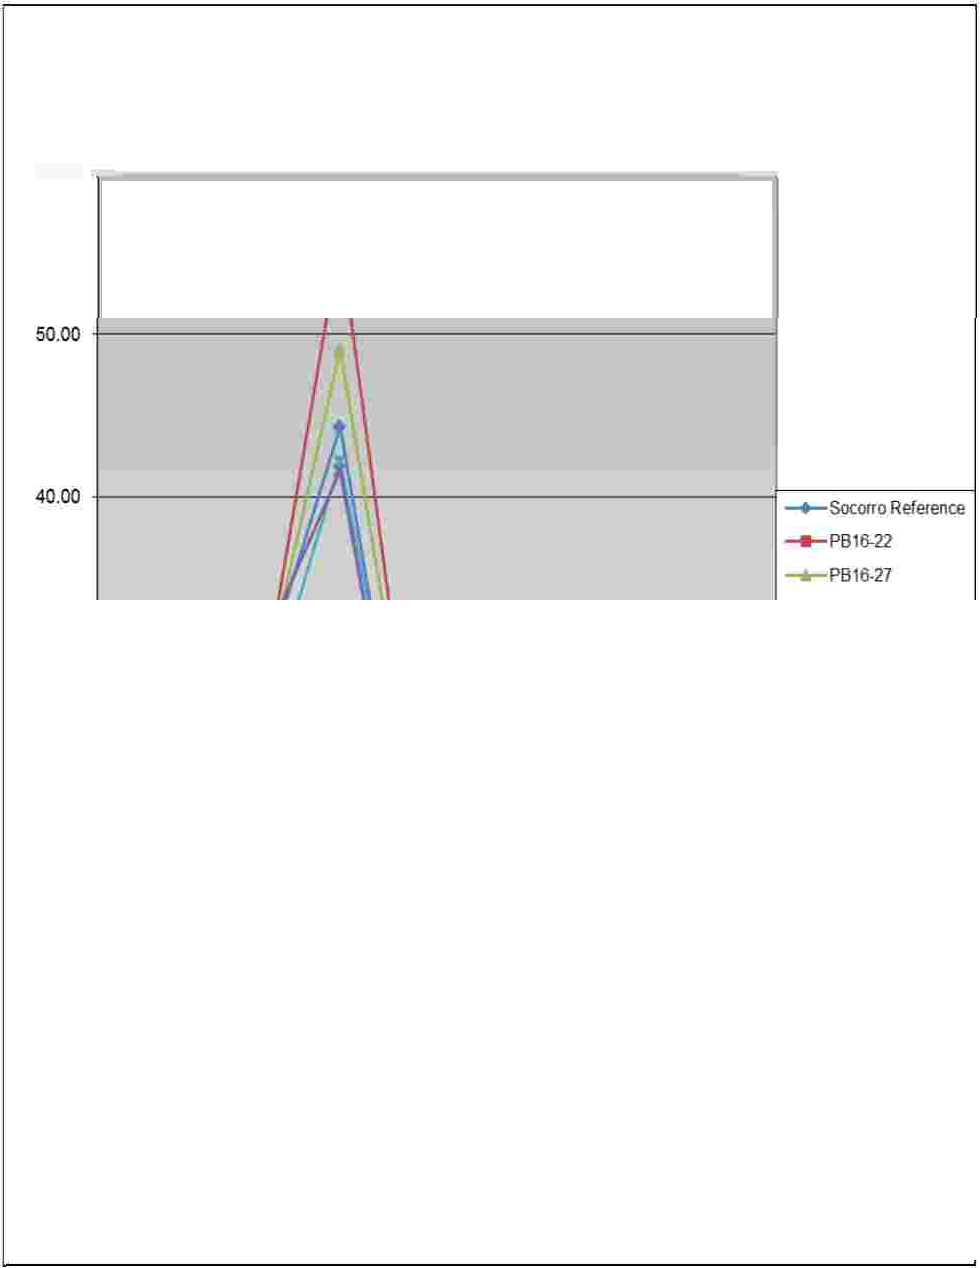 50.00
40.00
Socorro Reference
PB16-22
PB16-27